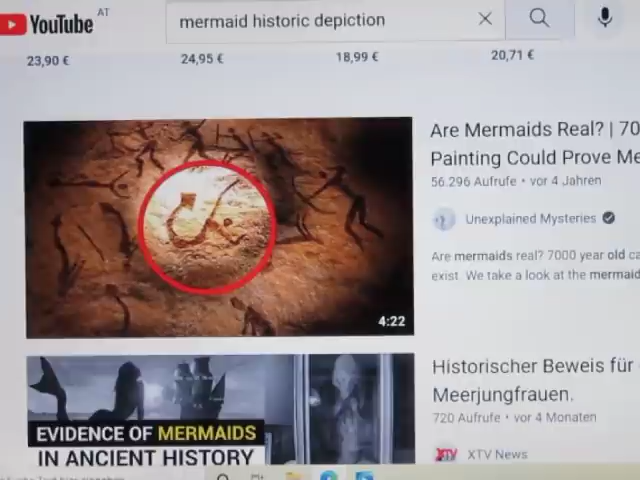 YouTube AT
mermaid historic depiction
23,90 € 24,95 € 18,99 € 20,71 €
Are Mermaids Real? | 70
Painting Could Prove Me
56.296 Aufrufe • vor 4 Jahren
Unexplained Mysteries
Are mermaids real? 7000 year old ca
exist. We take a look at the mermaid
4:22
Historischer Beweis für
Meerjungfrauen.
720 Aufrufe • vor 4 Monaten
XTV XTV News
EVIDENCE OF MERMAIDS
IN ANCIENT HISTORY